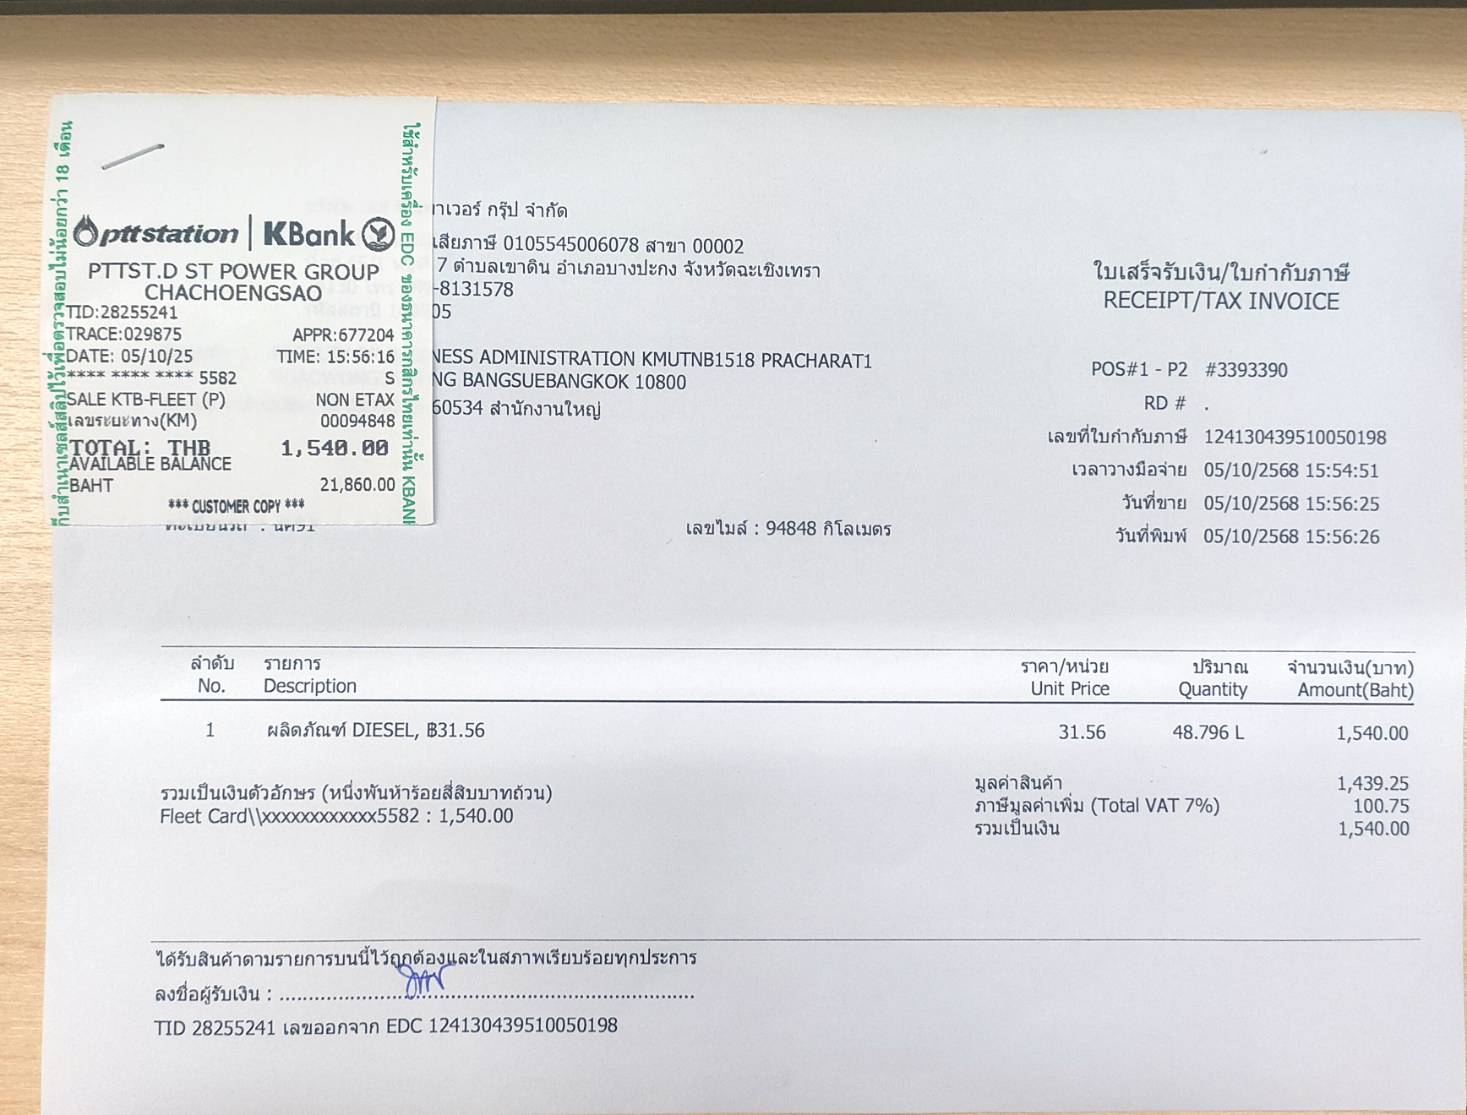 เก็บสำเนาเซลส์สลิปไว้เพื่อตรวจสอบไม่น้อยกว่า 18 เดือน
ใช้สำหรับเครื่อง EDC ของธนาคารกสิกรไทยเท่านั้น KBANK
pttstation | KBank
PTTST.D ST POWER GROUP
CHACHOENGSAO
TID:28255241
TRACE:029875 APPR:677204
DATE: 05/10/25 TIME: 15:56:16
**** **** **** 5582 S
SALE KTB-FLEET (P) NON ETAX
เลขระยะทาง(KM) 00094848
TOTAL: THB 1,540.00
AVAILABLE BALANCE
BAHT 21,860.00
*** CUSTOMER COPY ***
าเวอร์ กรุ๊ป จำกัด
เสียภาษี 0105545006078 สาขา 00002
7 ตำบลเขาดิน อำเภอบางปะกง จังหวัดฉะเชิงเทรา
-8131578
05
NESS ADMINISTRATION KMUTNB1518 PRACHARAT1
NG BANGSUEBANGKOK 10800
60534 สำนักงานใหญ่
ใบเสร็จรับเงิน/ใบกำกับภาษี
RECEIPT/TAX INVOICE
POS#1 - P2 #3393390
RD # .
เลขที่ใบกำกับภาษี 124130439510050198
เวลาวางมือจ่าย 05/10/2568 15:54:51
วันที่ขาย 05/10/2568 15:56:25
วันที่พิมพ์ 05/10/2568 15:56:26
เลขไมล์ : 94848 กิโลเมตร
ลำดับ รายการ ราคา/หน่วย ปริมาณ จำนวนเงิน(บาท)
No. Description Unit Price Quantity Amount(Baht)
1 ผลิตภัณฑ์ DIESEL, ฿31.56 31.56 48.796 L 1,540.00
รวมเป็นเงินตัวอักษร (หนึ่งพันห้าร้อยสี่สิบบาทถ้วน)
Fleet Card\\xxxxxxxxxxxx5582 : 1,540.00
มูลค่าสินค้า 1,439.25
ภาษีมูลค่าเพิ่ม (Total VAT 7%) 100.75
รวมเป็นเงิน 1,540.00
ได้รับสินค้าตามรายการบนนี้ไว้ถูกต้องและในสภาพเรียบร้อยทุกประการ
ลงชื่อผู้รับเงิน : ........................................
TID 28255241 เลขออกจาก EDC 124130439510050198